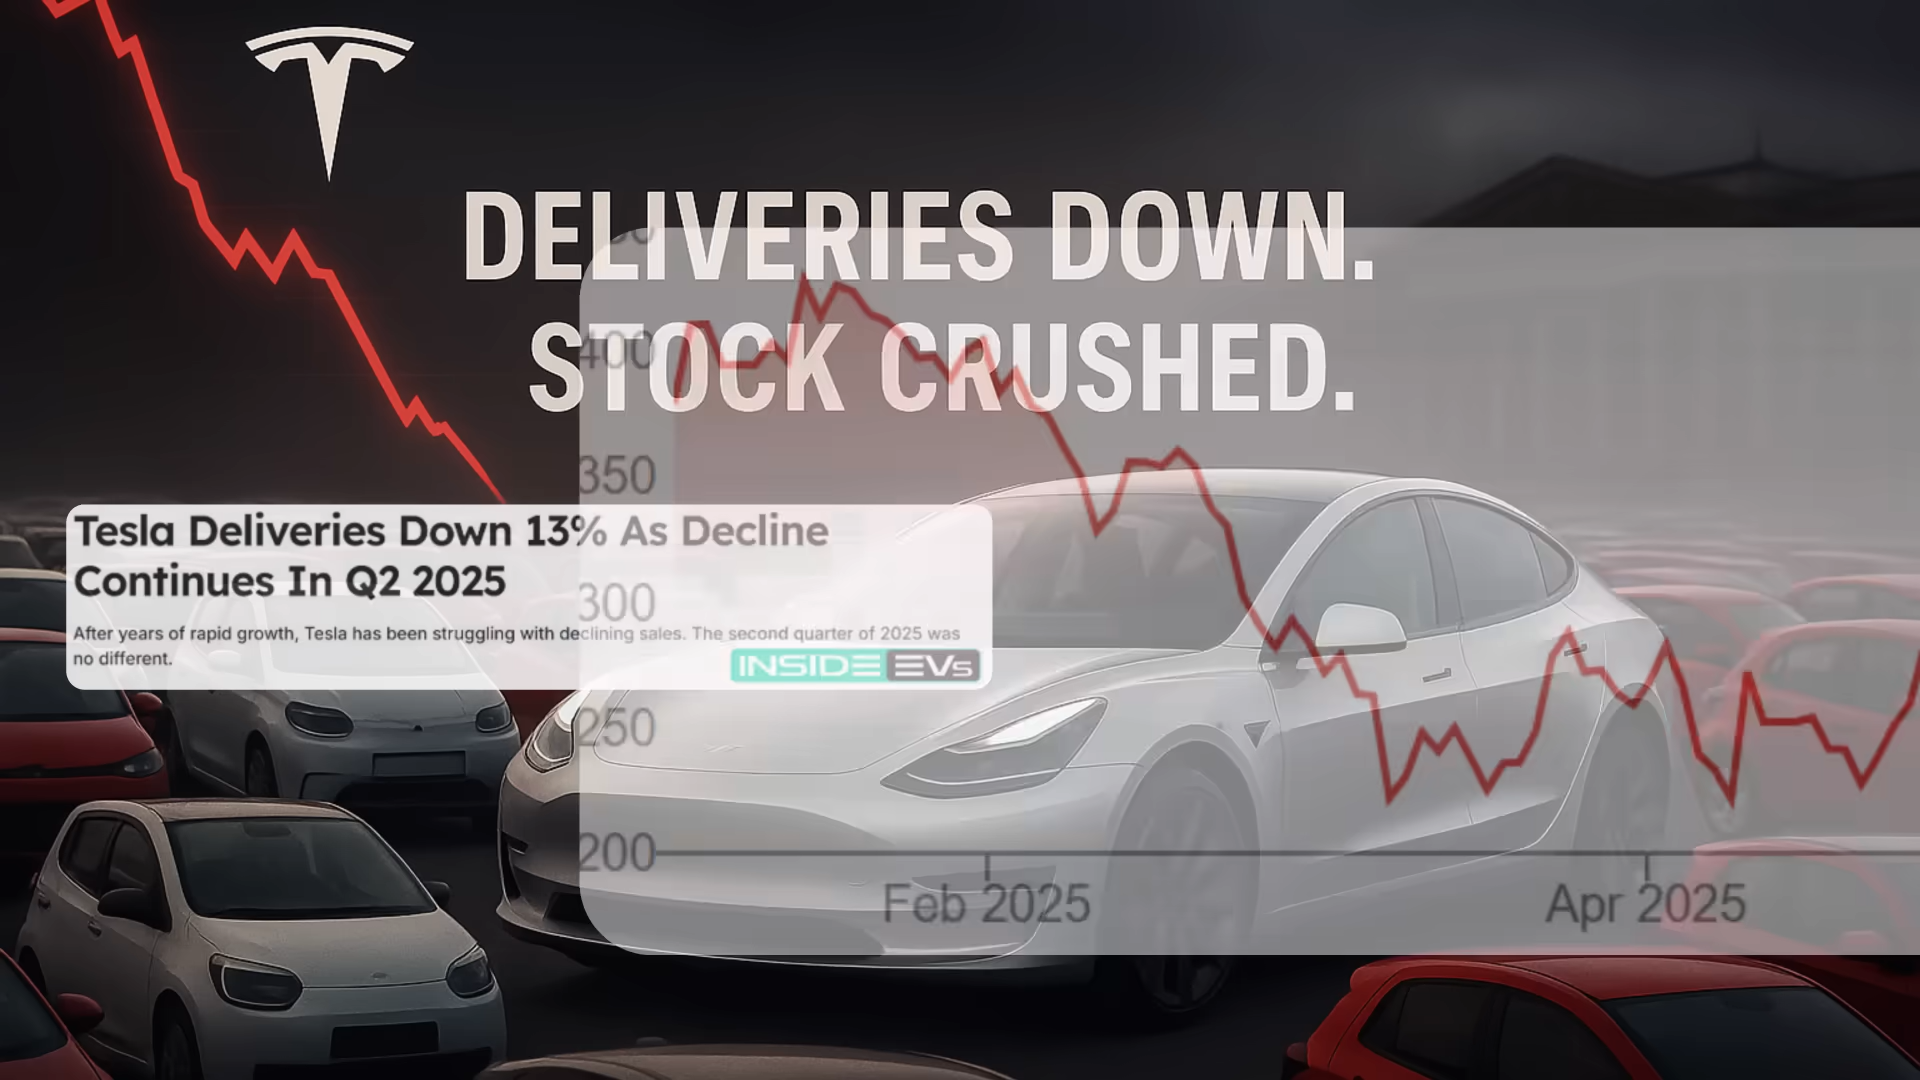 DELIVERIES DOWN.
STOCK CRUSHED.
400
350
Tesla Deliveries Down 13% As Decline
Continues In Q2 2025
300
After years of rapid growth, Tesla has been struggling with declining sales. The second quarter of 2025 was
no different.
INSIDE EVs
250
200
Feb 2025
Apr 2025